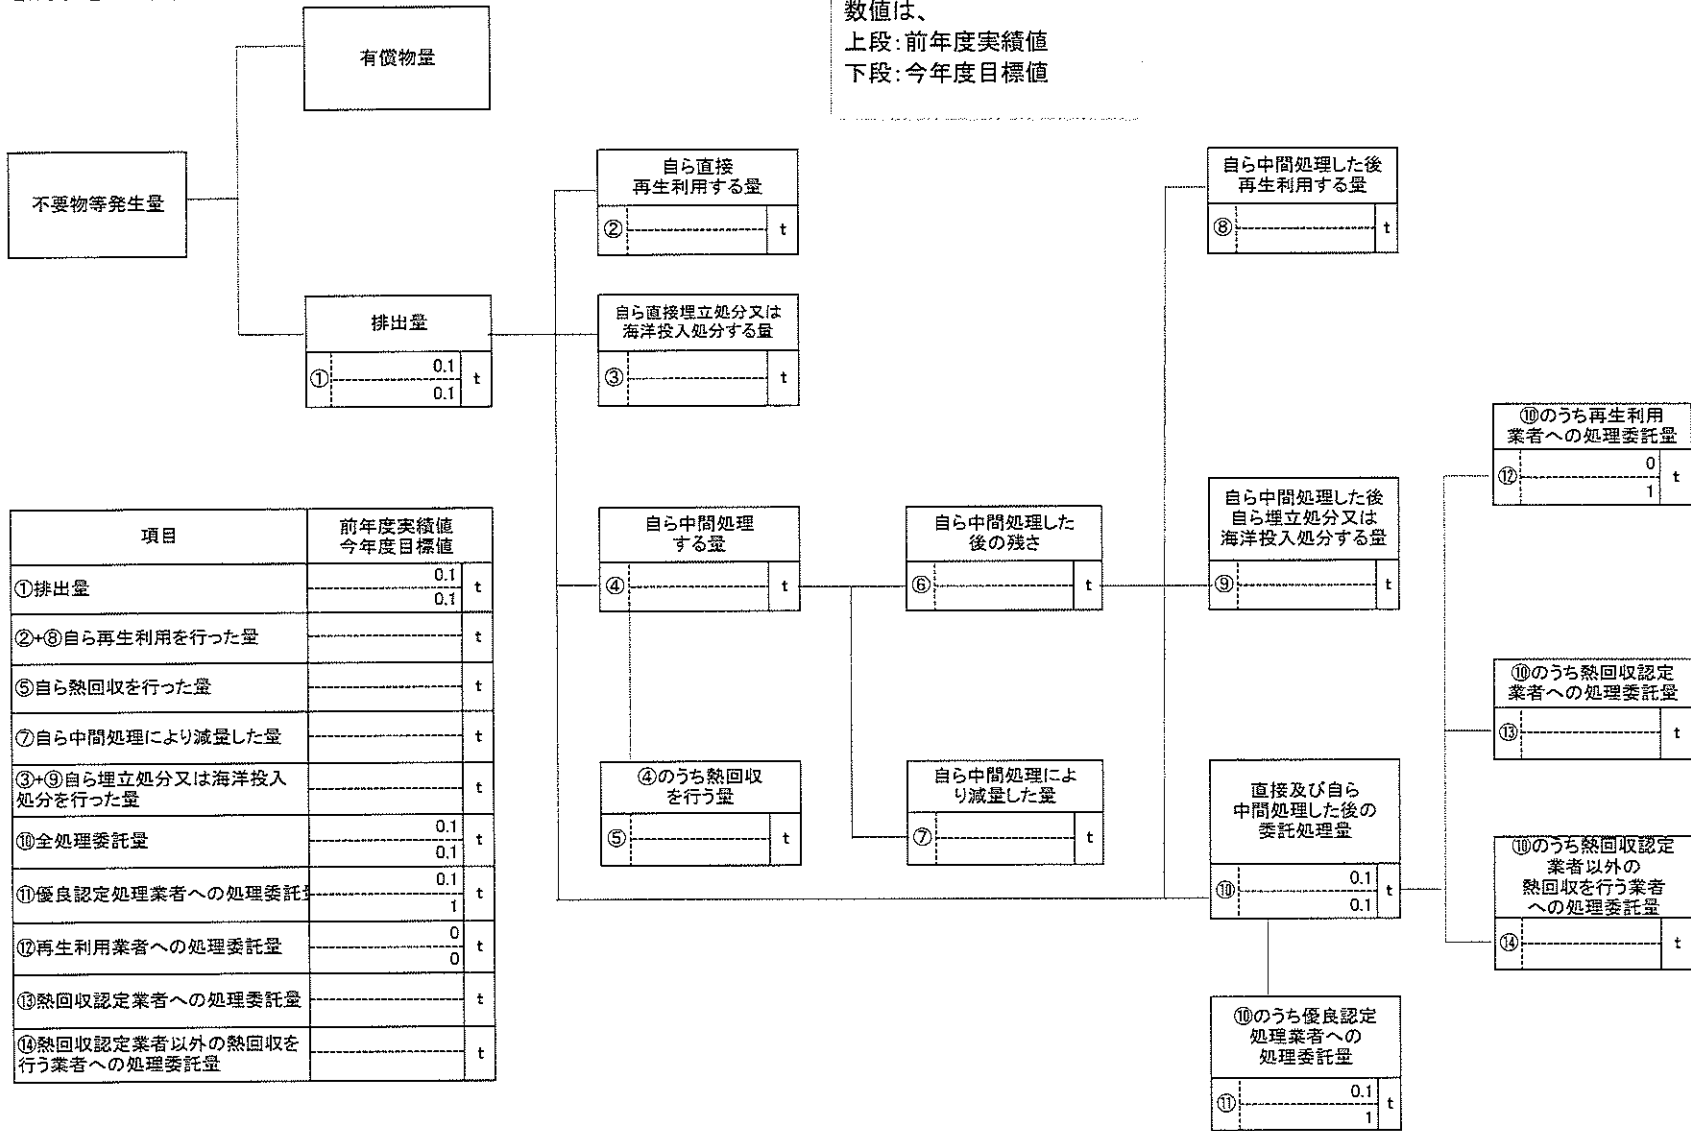 数値は、
上段:前年度実績値
下段:今年度目標値
有償物量
不要物等発生量
自ら直接
再生利用する量
② t
自ら中間処理した後
再生利用する量
⑧ t
排出量
① 0.1 t
0.1
自ら直接埋立処分又は
海洋投入処分する量
③ t
⑩のうち再生利用
業者への処理委託量
⑫ 0 t
1
自ら中間処理
する量
④ t
自ら中間処理した
後の残さ
⑥ t
自ら中間処理した後
自ら埋立処分又は
海洋投入処分する量
⑨ t
⑩のうち熱回収認定
業者への処理委託量
⑬ t
④のうち熱回収
を行う量
⑤ t
自ら中間処理によ
り減量した量
⑦ t
直接及び自ら
中間処理した後の
委託処理量
⑩ 0.1 t
0.1
⑩のうち熱回収認定
業者以外の
熱回収を行う業者
への処理委託量
⑭ t
⑩のうち優良認定
処理業者への
処理委託量
⑪ 0.1 t
1
項目 前年度実績値
今年度目標値
①排出量 0.1 t
0.1
②+⑧自ら再生利用を行った量 t
⑤自ら熱回収を行った量 t
⑦自ら中間処理により減量した量 t
③+⑨自ら埋立処分又は海洋投入
処分を行った量 t
⑩全処理委託量 0.1 t
0.1
⑪優良認定処理業者への処理委託 0.1 t
1
⑫再生利用業者への処理委託量 0 t
0
⑬熱回収認定業者への処理委託量 t
⑭熱回収認定業者以外の熱回収を
行う業者への処理委託量 t